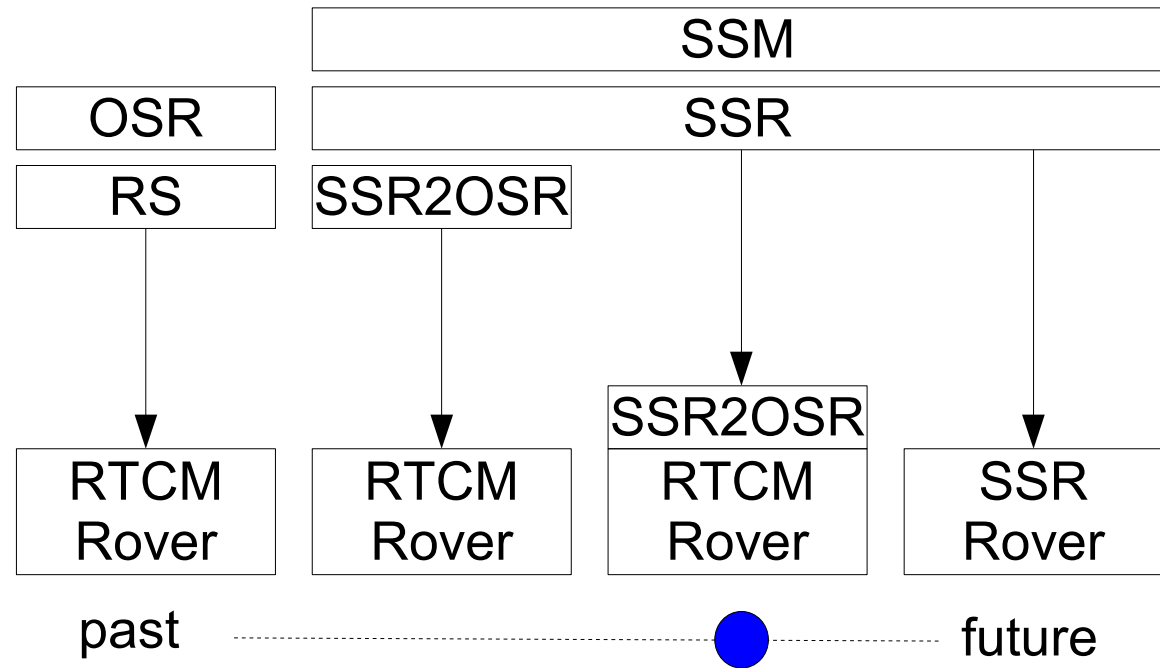 SSM
OSR
SSR
RS
SSR2OSR
SSR2OSR
RTCM
Rover
RTCM
Rover
RTCM
Rover
SSR
Rover
past
future